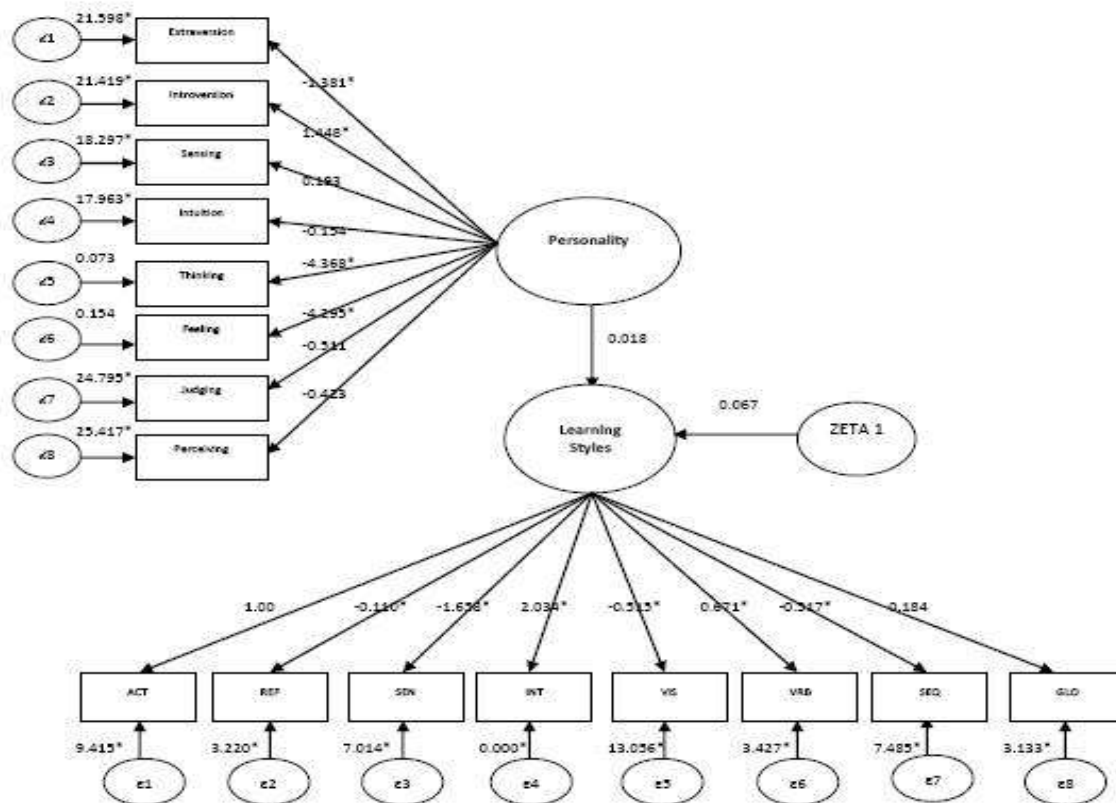 21.598*
ε1
Extraversion
21.419*
ε2
Introversion
18.297*
ε3
Sensing
17.963*
ε4
Intuition
0.073
ε5
Thinking
0.154
ε6
Feeling
24.795*
ε7
Judging
25.417*
ε8
Perceiving
-1.381*
1.448*
0.183
-0.154
-4.368*
-4.295*
-0.511
-0.423
Personality
0.018
Learning
Styles
0.067
ZETA 1
1.00 -0.110* -1.658* 2.034* -0.515* 0.671* -0.547* 0.184
ACT REF SEN INT VIS VRB SEQ GLO
9.415* 3.220* 7.014* 0.000* 13.056* 3.427* 7.485* 3.133*
ε1 ε2 ε3 ε4 ε5 ε6 ε7 ε8